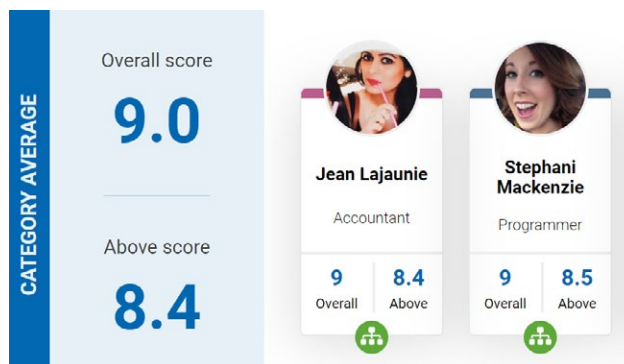 CATEGORY AVERAGE
Overall score
9.0
Above score
8.4
Jean Lajaunie
Accountant
9
8.4
Overall
Above
Stephani
Mackenzie
Programmer
9
8.5
Overall
Above